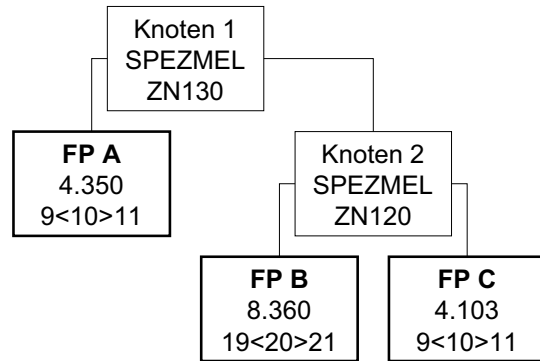 Knoten 1
SPEZMEL
ZN130
FP A
4.350
9<10>11
Knoten 2
SPEZMEL
ZN120
FP B
8.360
19<20>21
FP C
4.103
9<10>11